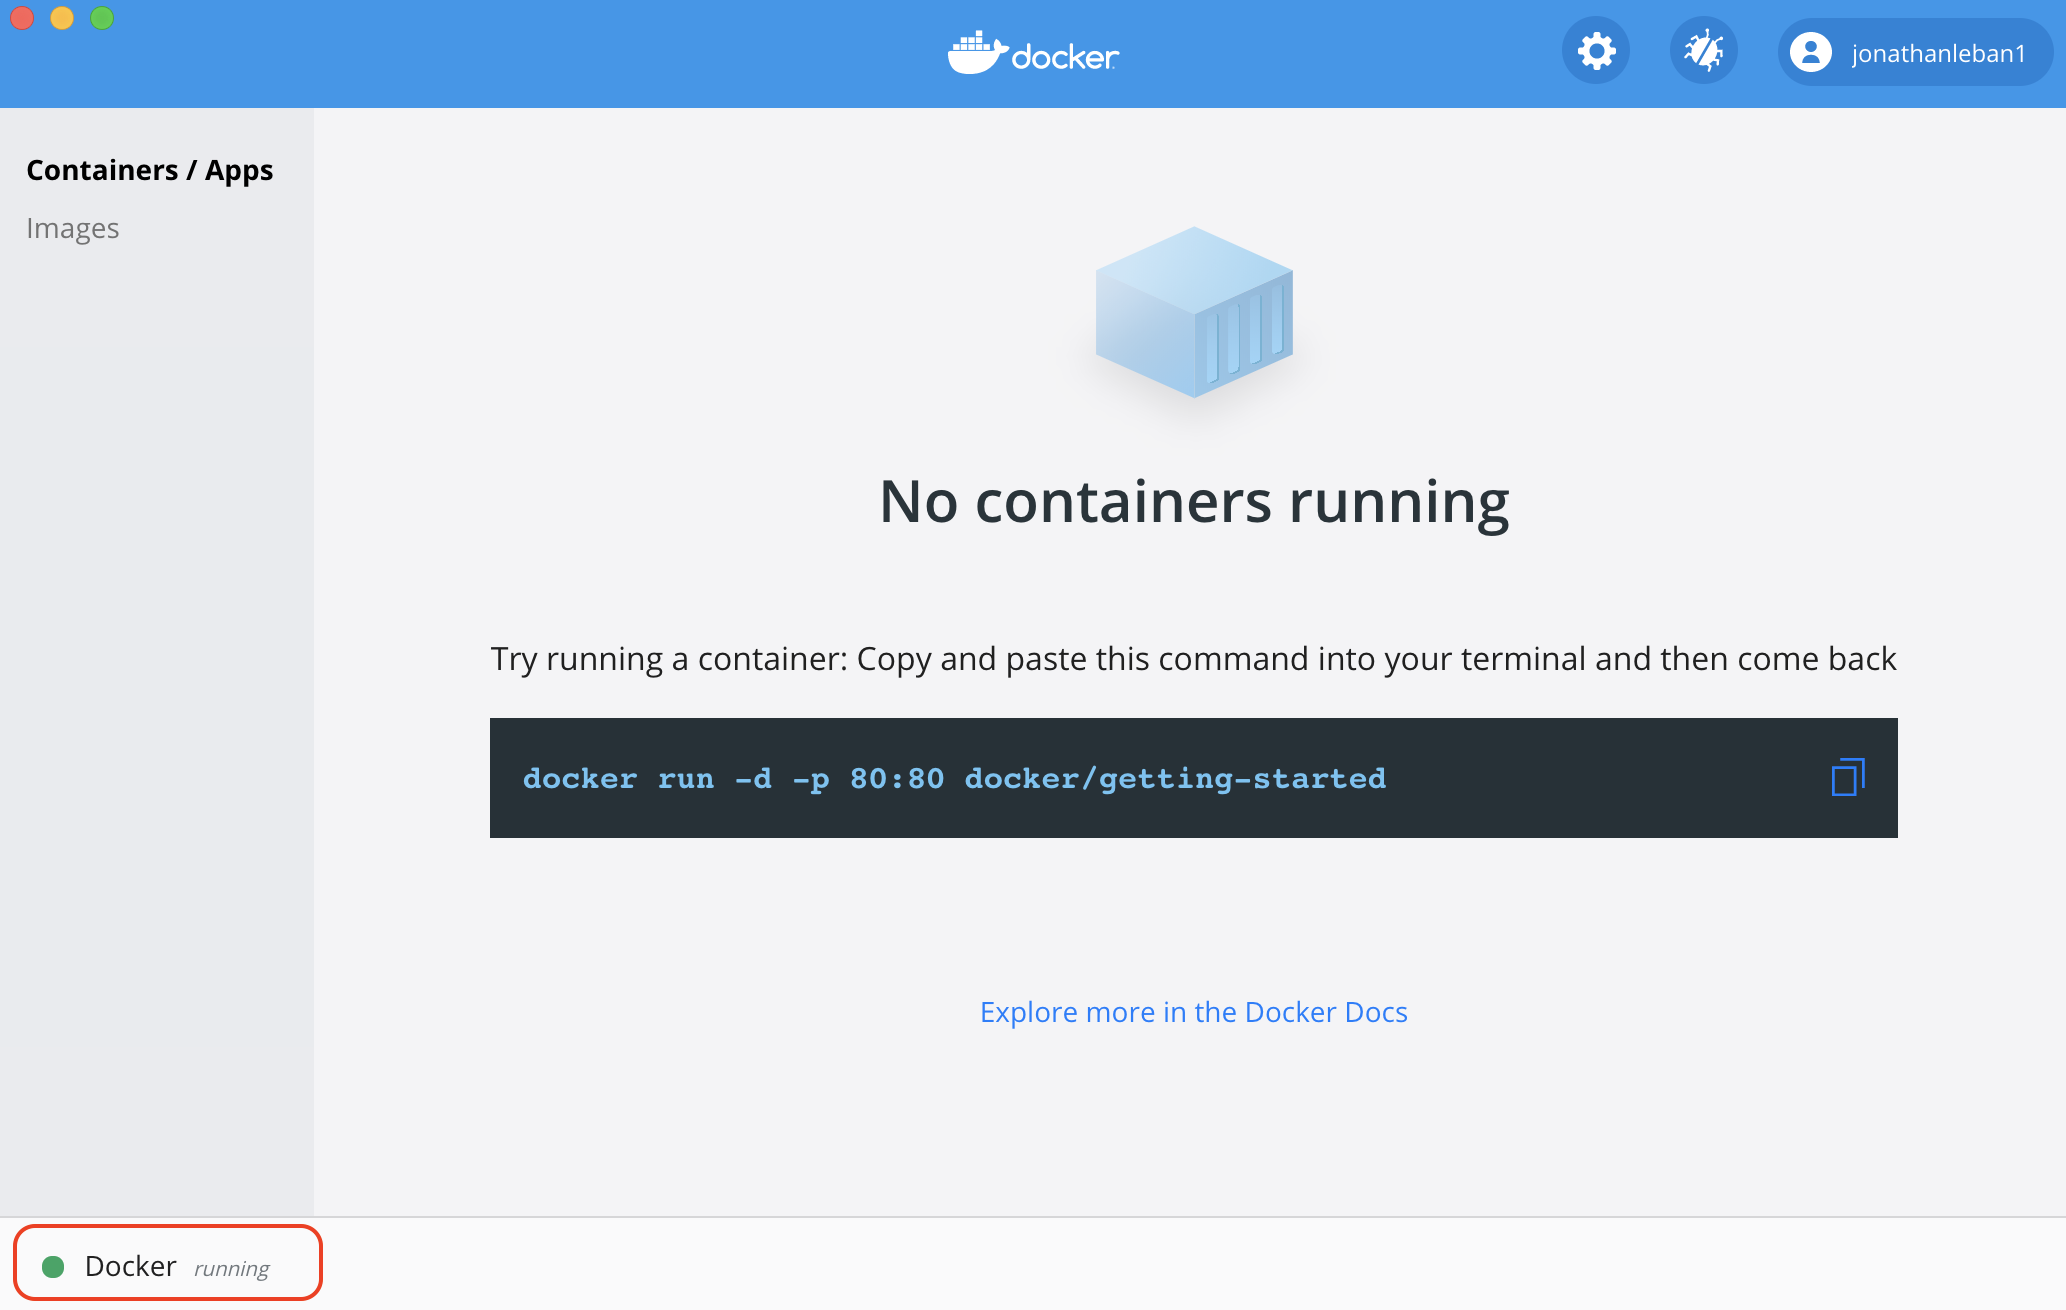 docker
jonathanleban1
Containers / Apps
Images
No containers running
Try running a container: Copy and paste this command into your terminal and then come back
docker run -d -p 80:80 docker/getting-started
Explore more in the Docker Docs
Docker running